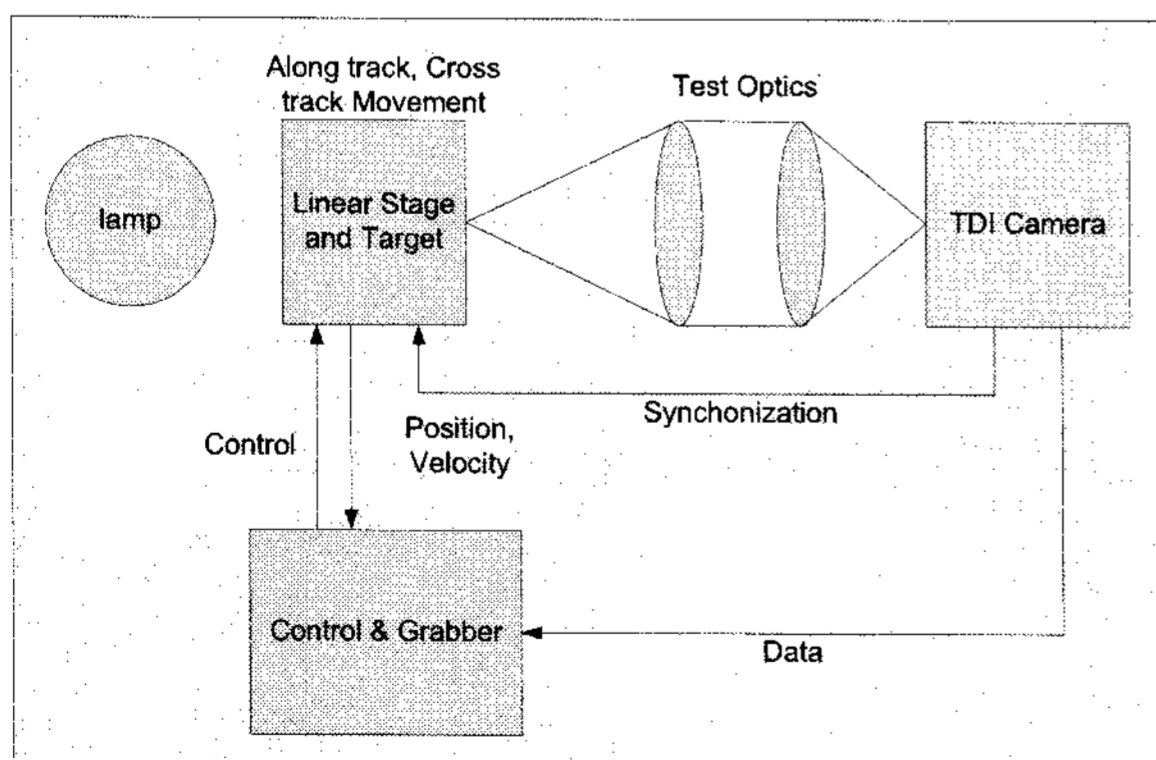 Along track, Cross
track Movement
Test Optics
lamp
Linear Stage
and Target
TDI Camera
Synchonization
Control
Position,
Velocity
Control & Grabber
Data